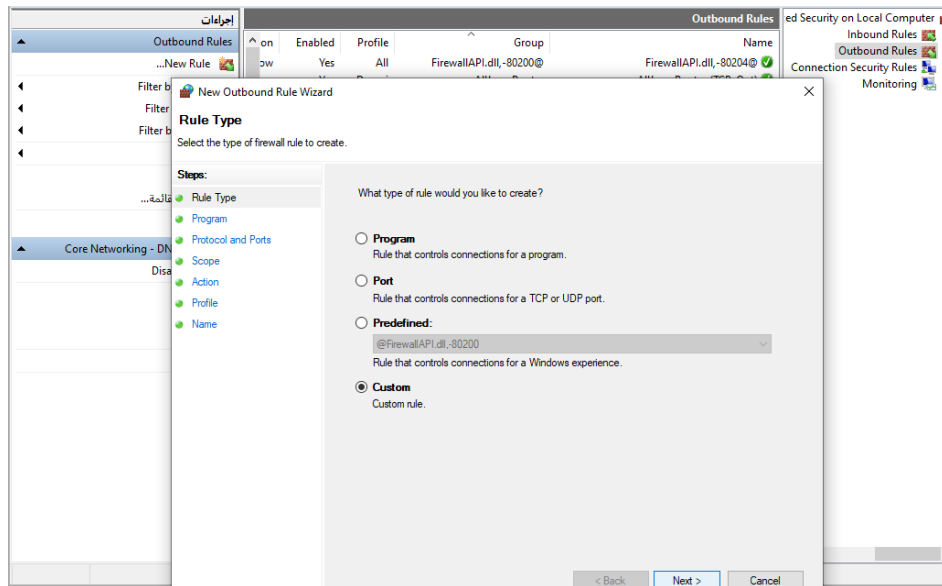 إجراءات
Outbound Rules
New Rule...
Filter b
Filter
Filter b
قائمة...
Core Networking - DN
Disa
Outbound Rules
on Enabled Profile Group Name
ow Yes All FirewallAPI.dll,-80200@ FirewallAPI.dll,-80204@
ed Security on Local Computer
Inbound Rules
Outbound Rules
Connection Security Rules
Monitoring
New Outbound Rule Wizard
Rule Type
Select the type of firewall rule to create.
Steps:
Rule Type
Program
Protocol and Ports
Scope
Action
Profile
Name
What type of rule would you like to create?
Program
Rule that controls connections for a program.
Port
Rule that controls connections for a TCP or UDP port.
Predefined:
@FirewallAPI.dll,-80200
Rule that controls connections for a Windows experience.
Custom
Custom rule.
< Back
Next >
Cancel